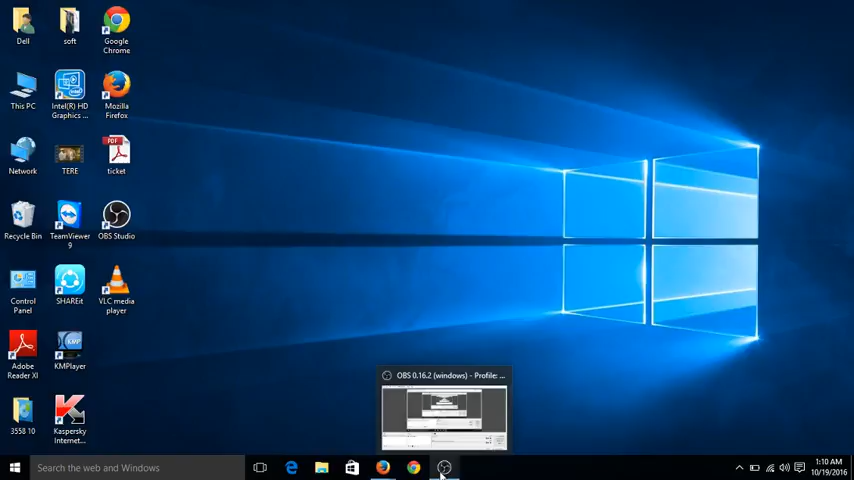 Dell
soft
Google
Chrome
This PC
Intel(R) HD
Graphics ...
Mozilla
Firefox
Network
TERE
PDF
ticket
Recycle Bin
TeamViewer
9
OBS Studio
Control
Panel
SHAREit
VLC media
player
Adobe
Reader XI
KMP
KMPlayer
3558 10
Kaspersky
Internet...
OBS 0.16.2 (windows) - Profile: ...
Search the web and Windows
1:10 AM
10/19/2016